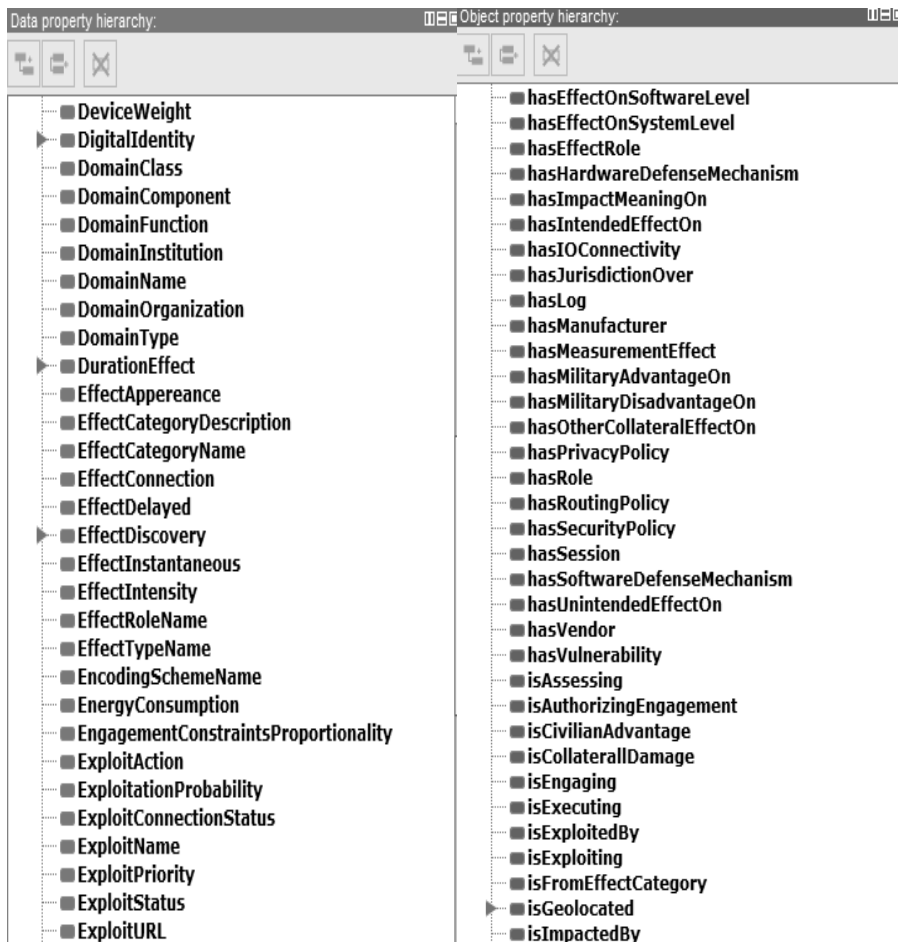 Data property hierarchy:
DeviceWeight
DigitalIdentity
DomainClass
DomainComponent
DomainFunction
DomainInstitution
DomainName
DomainOrganization
DomainType
DurationEffect
EffectAppereance
EffectCategoryDescription
EffectCategoryName
EffectConnection
EffectDelayed
EffectDiscovery
EffectInstantaneous
EffectIntensity
EffectRoleName
EffectTypeName
EncodingSchemeName
EnergyConsumption
EngagementConstraintsProportionality
ExploitAction
ExploitationProbability
ExploitConnectionStatus
ExploitName
ExploitPriority
ExploitStatus
ExploitURL
Object property hierarchy:
hasEffectOnSoftwareLevel
hasEffectOnSystemLevel
hasEffectRole
hasHardwareDefenseMechanism
hasImpactMeaningOn
hasIntendedEffectOn
hasIOConnectivity
hasJurisdictionOver
hasLog
hasManufacturer
hasMeasurementEffect
hasMilitaryAdvantageOn
hasMilitaryDisadvantageOn
hasOtherCollateralEffectOn
hasPrivacyPolicy
hasRole
hasRoutingPolicy
hasSecurityPolicy
hasSession
hasSoftwareDefenseMechanism
hasUnintendedEffectOn
hasVendor
hasVulnerability
isAssessing
isAuthorizingEngagement
isCivilianAdvantage
isCollaterallDamage
isEngaging
isExecuting
isExploitedBy
isExploiting
isFromEffectCategory
isGeolocated
isImpactedBy